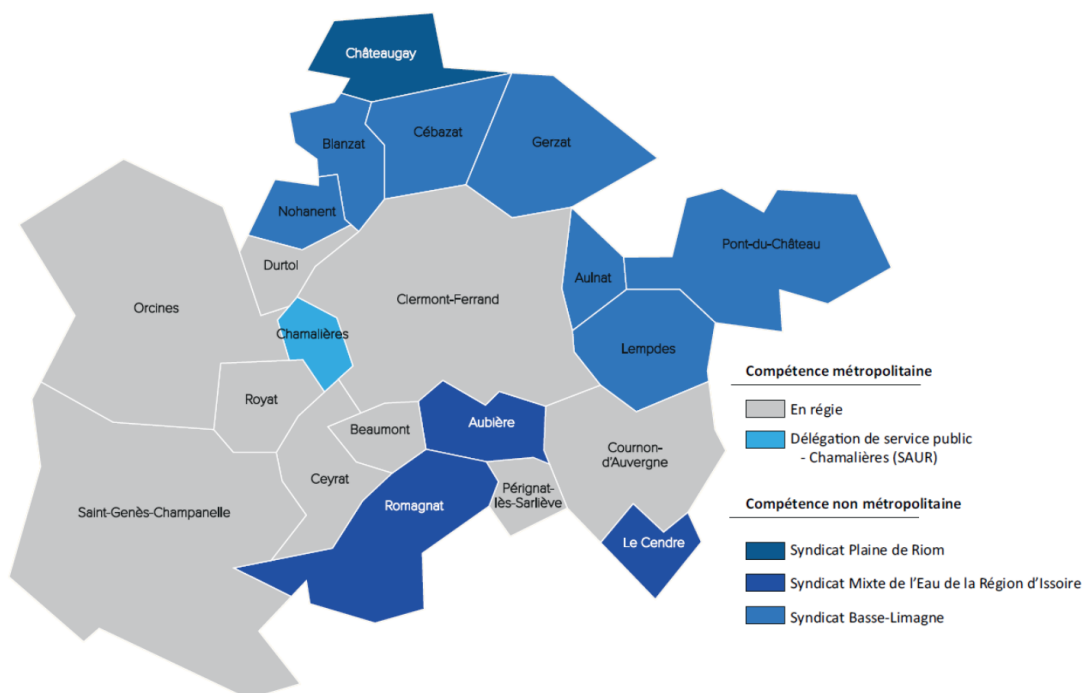 Châteaugay
Cébazat
Gerzat
Blanzat
Nohanent
Pont-du-Château
Durtol
Aulnat
Clermont-Ferrand
Orcines
Chamalières
Lempdes
Royat
Aubière
Beaumont
Cournon-
d'Auvergne
Ceyrat
Pérignat-
lès-Sarliève
Romagnat
Saint-Genès-Champanelle
Le Cendre
Compétence métropolitaine
En régie
Délégation de service public
- Chamalières (SAUR)
Compétence non métropolitaine
Syndicat Plaine de Riom
Syndicat Mixte de l'Eau de la Région d'Issoire
Syndicat Basse-Limagne